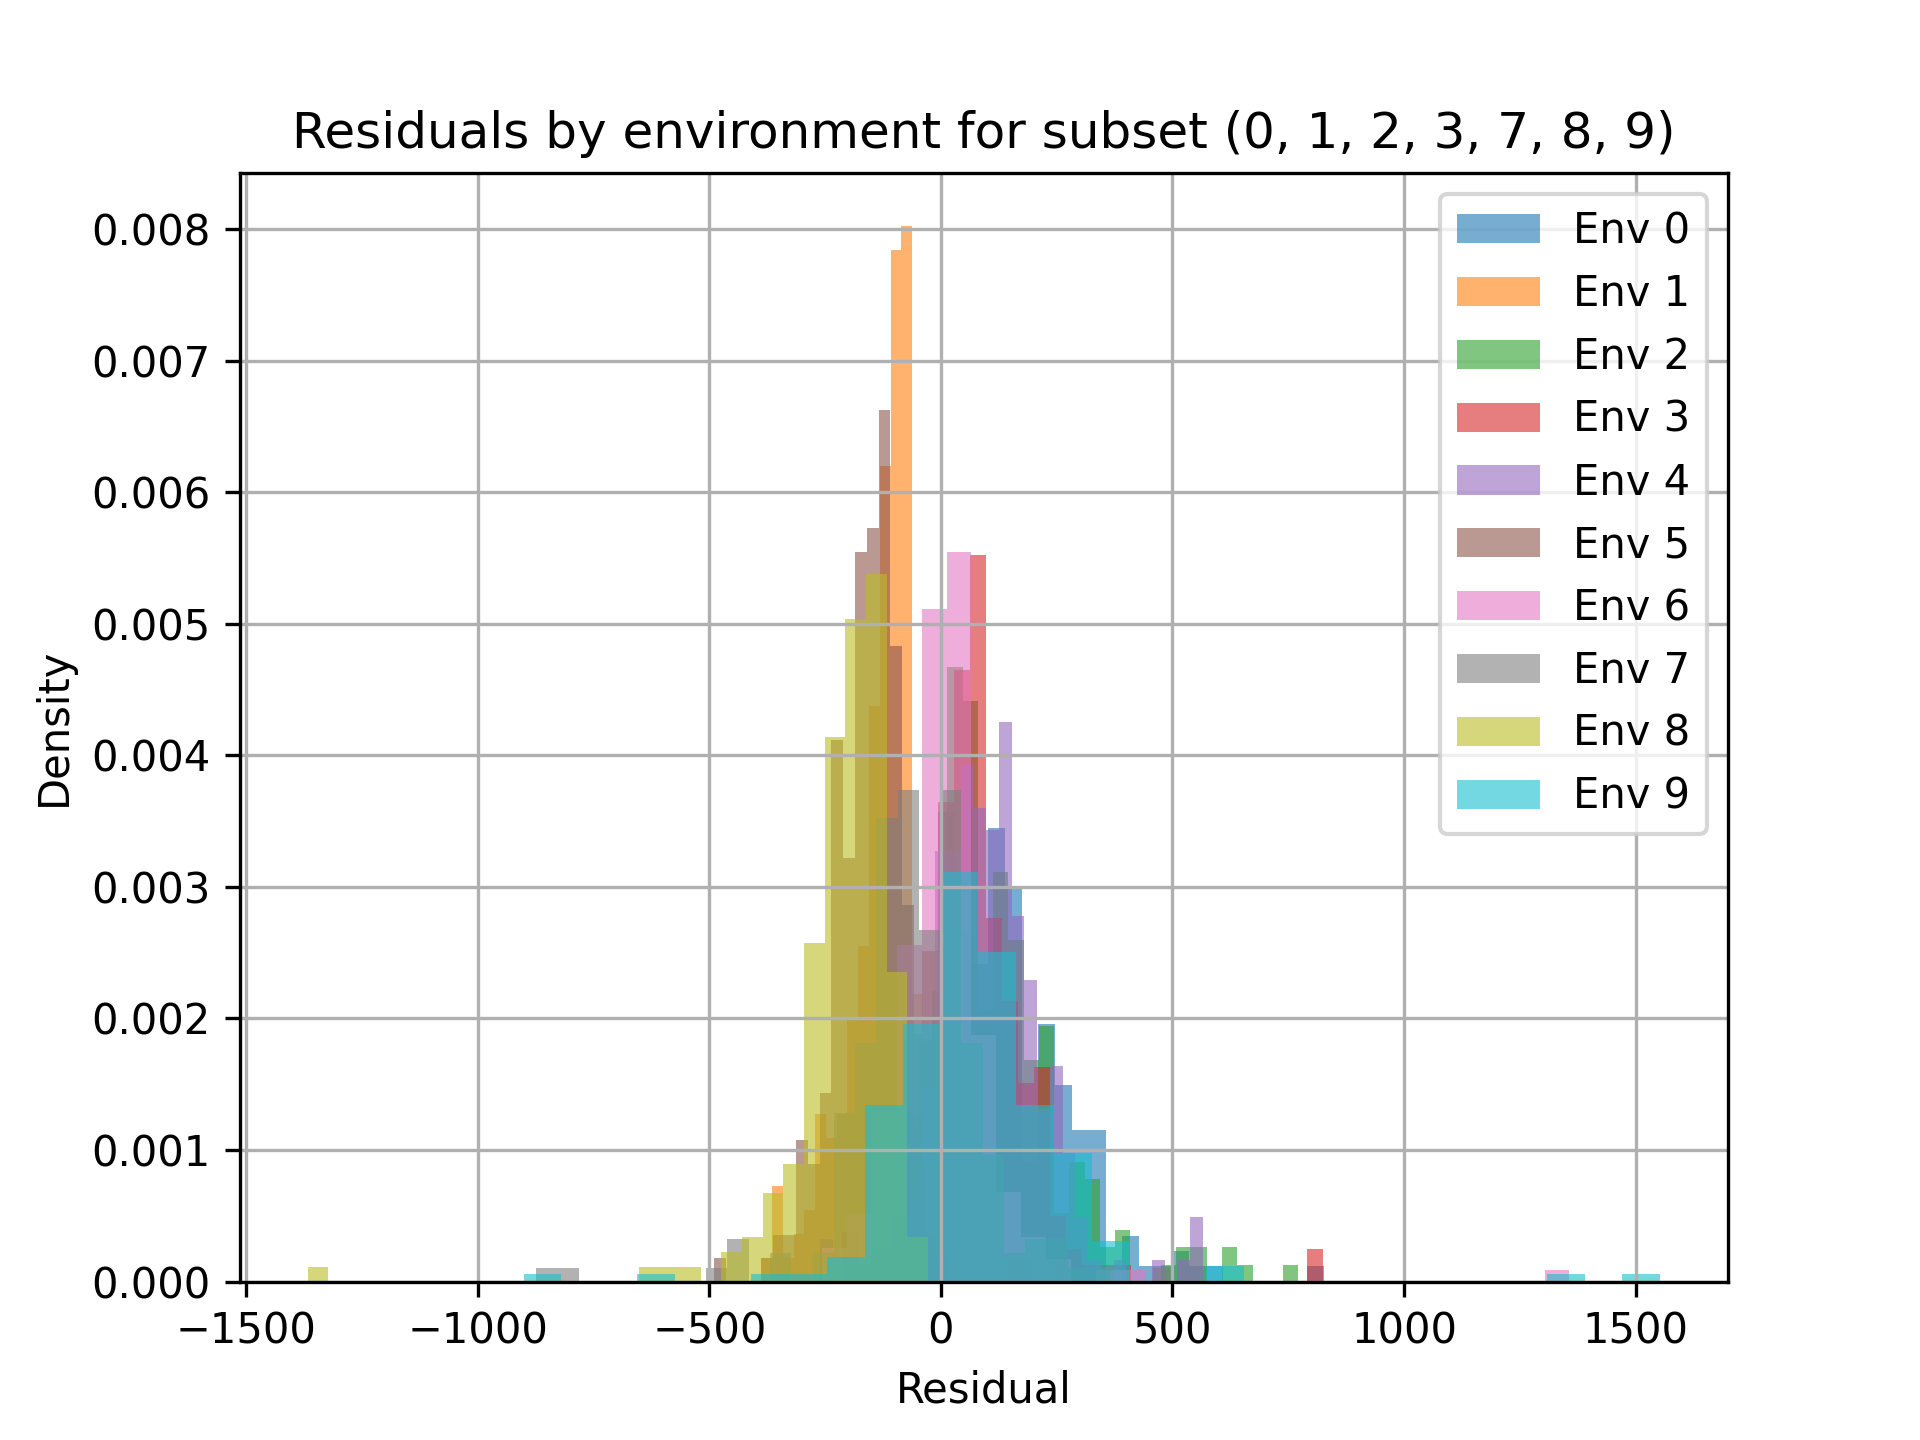 Residuals by environment for subset (0, 1, 2, 3, 7, 8, 9)
0.008
0.007
0.006
0.005
0.004
0.003
0.002
0.001
0.000
Density
Env 0
Env 1
Env 2
Env 3
Env 4
Env 5
Env 6
Env 7
Env 8
Env 9
−1500 −1000 −500 0 500 1000 1500
Residual